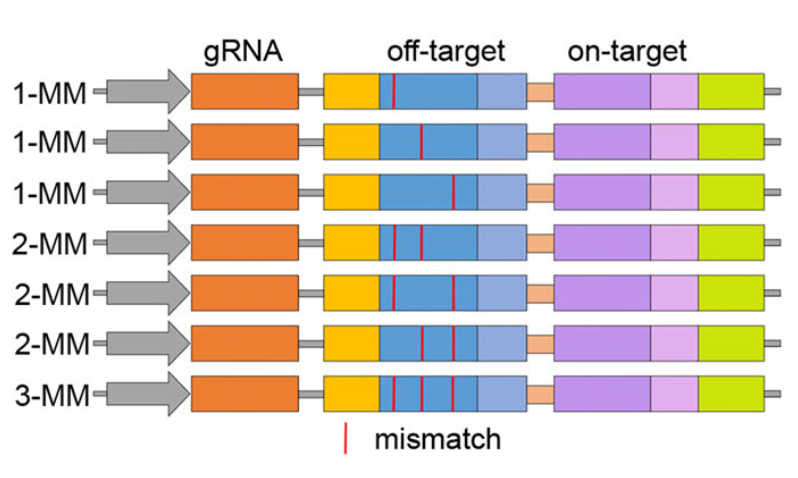 gRNA off-target on-target
1-MM
1-MM
1-MM
2-MM
2-MM
2-MM
3-MM
mismatch